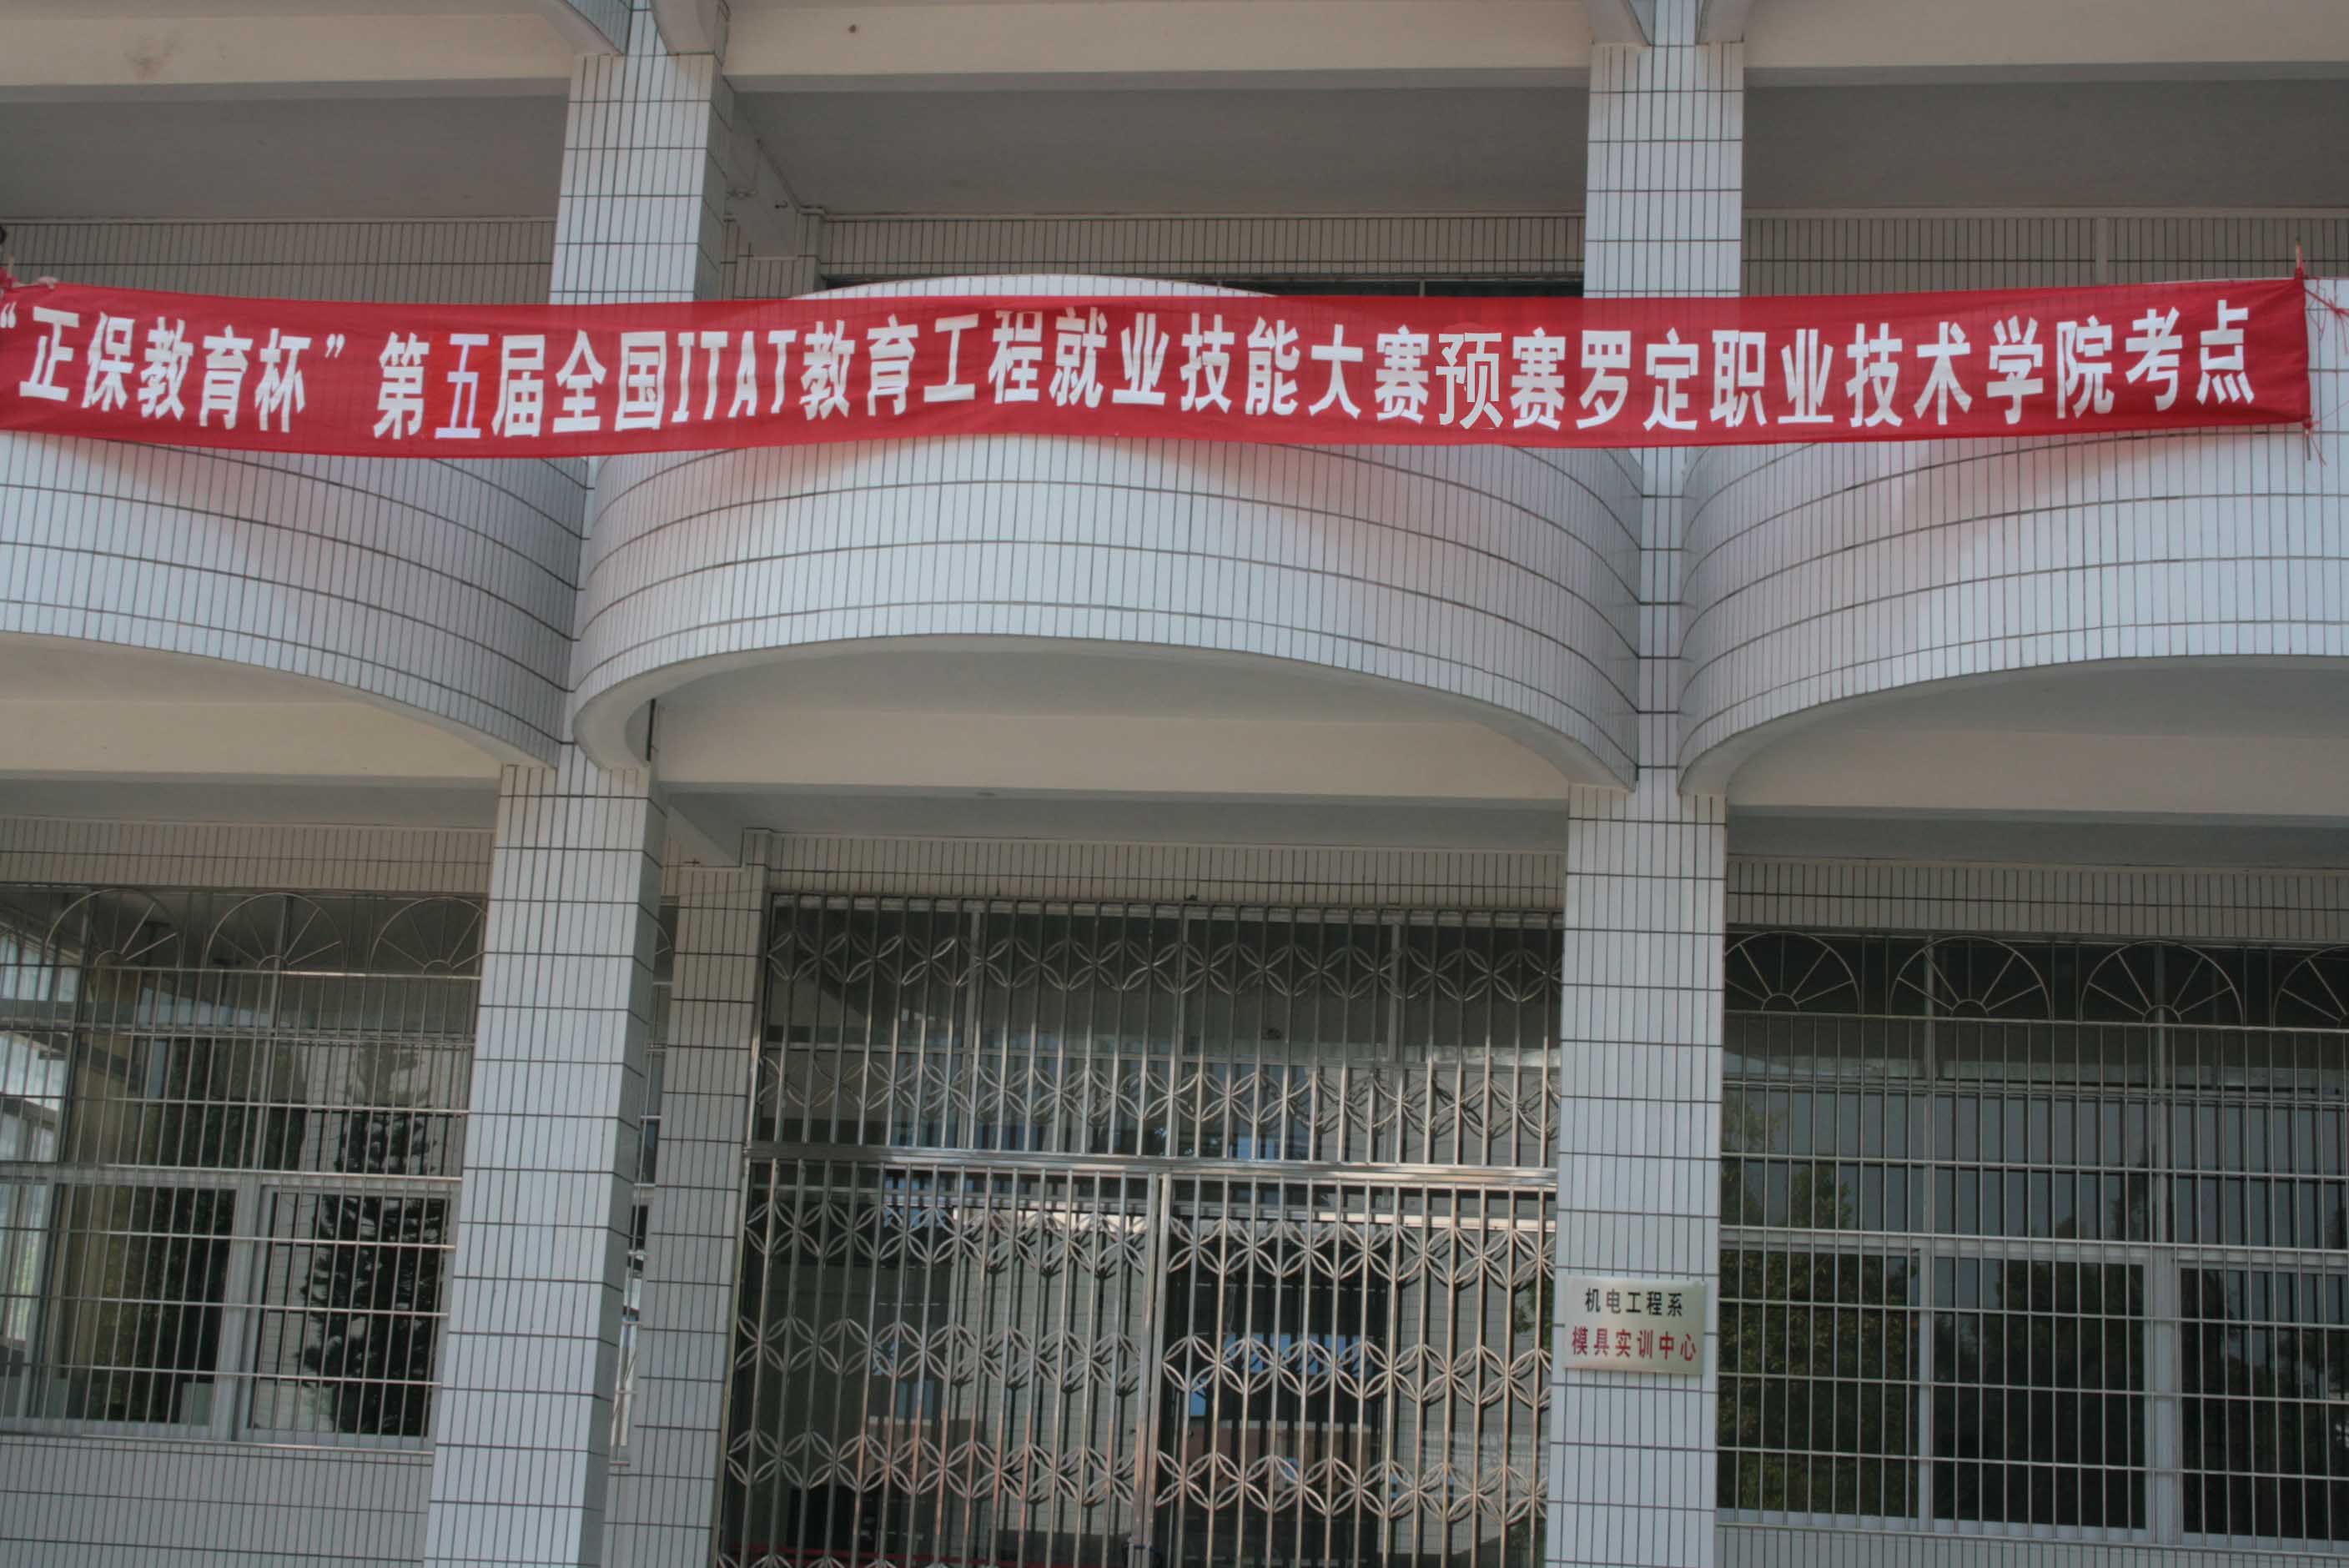 “正保教育杯”第五届全国ITAT教育工程就业技能大赛预赛罗定职业技术学院考点
机电工程系
模具实训中心